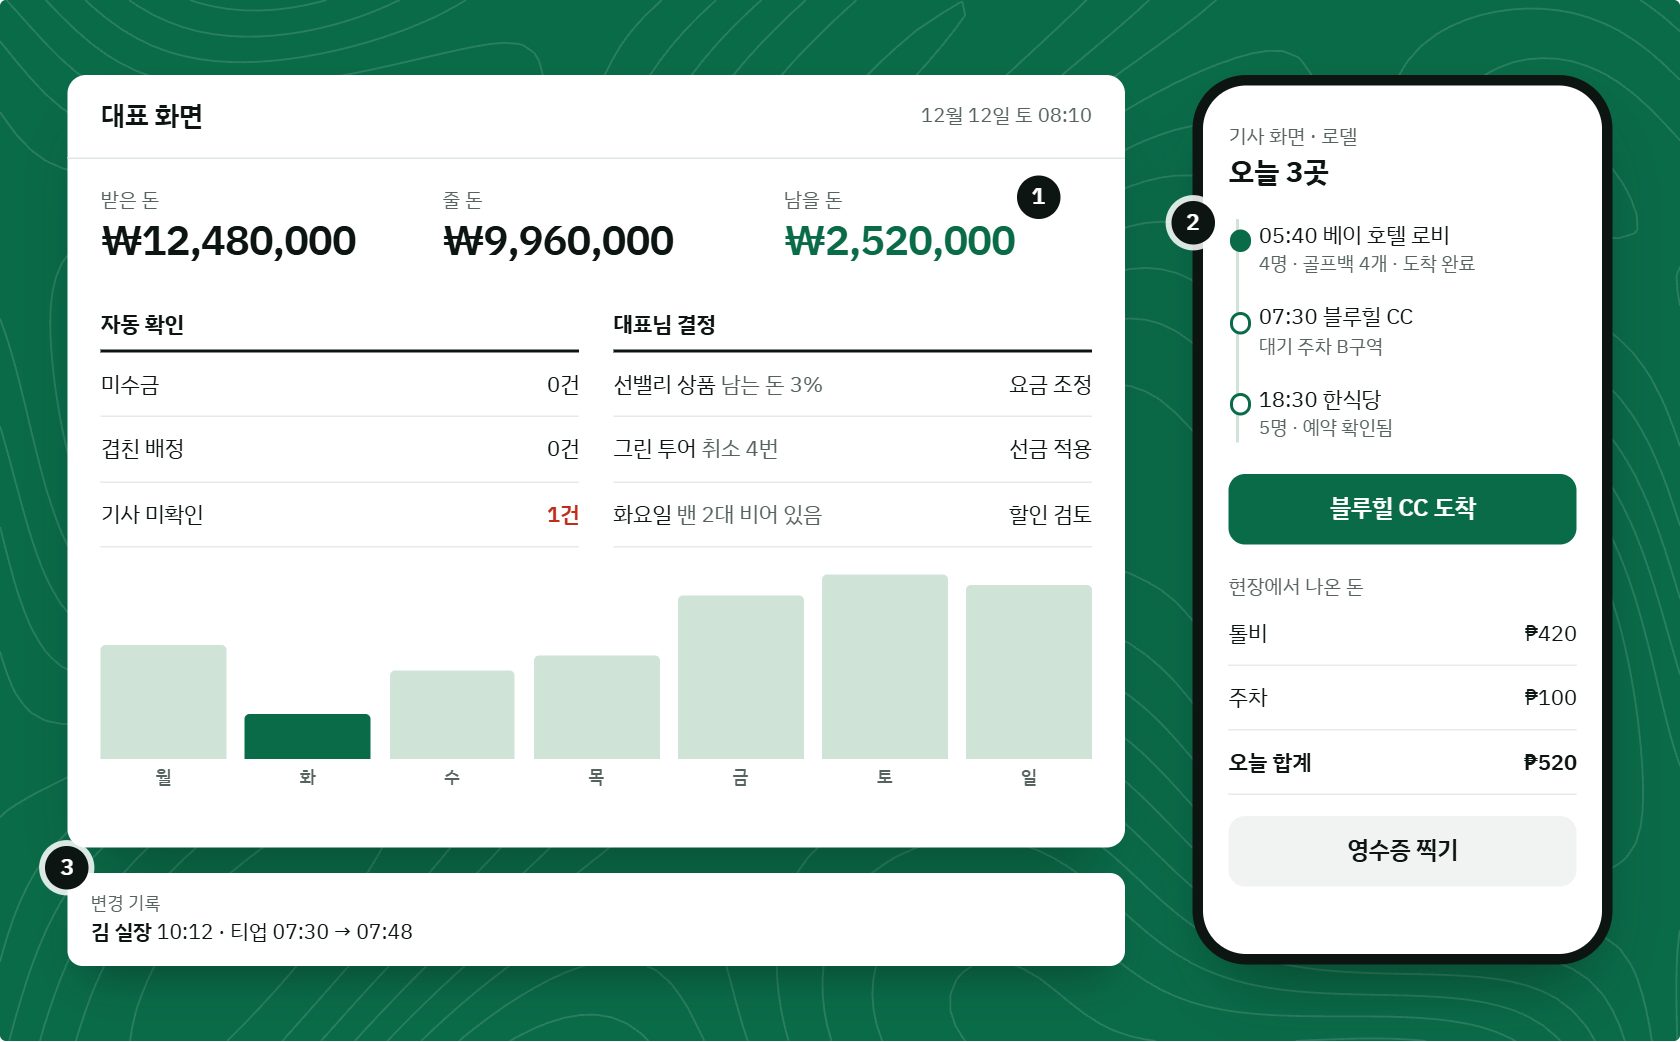 대표 화면
12월 12일 토 08:10
받은 돈
₩12,480,000
줄 돈
₩9,960,000
남을 돈
₩2,520,000
1
자동 확인
미수금 0건
겹친 배정 0건
기사 미확인 1건
대표님 결정
선밸리 상품 남는 돈 3% 요금 조정
그린 투어 취소 4번 선금 적용
화요일 밴 2대 비어 있음 할인 검토
월 화 수 목 금 토 일
3
변경 기록
김 실장 10:12 · 티업 07:30 → 07:48
기사 화면 · 로델
오늘 3곳
2
05:40 베이 호텔 로비
4명 · 골프백 4개 · 도착 완료
07:30 블루힐 CC
대기 주차 B구역
18:30 한식당
5명 · 예약 확인됨
블루힐 CC 도착
현장에서 나온 돈
톨비 ₱420
주차 ₱100
오늘 합계 ₱520
영수증 찍기